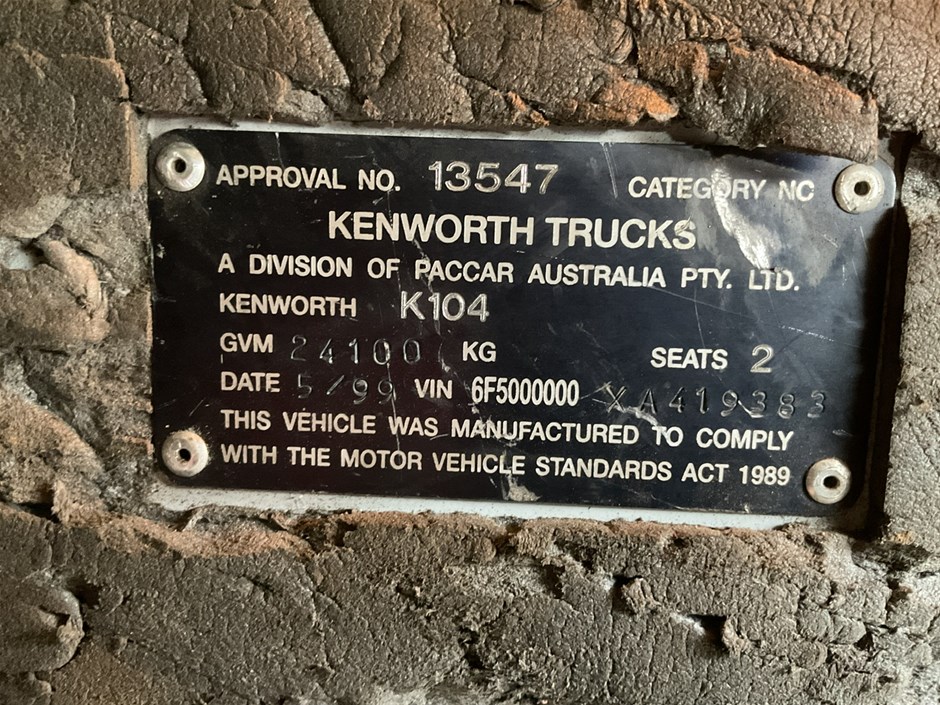 APPROVAL NO. 13547 CATEGORY NC
KENWORTH TRUCKS
A DIVISION OF PACCAR AUSTRALIA PTY. LTD.
KENWORTH K104
GVM 24100 KG SEATS 2
DATE 5/99 VIN 6F5000000 XA419383
THIS VEHICLE WAS MANUFACTURED TO COMPLY
WITH THE MOTOR VEHICLE STANDARDS ACT 1989